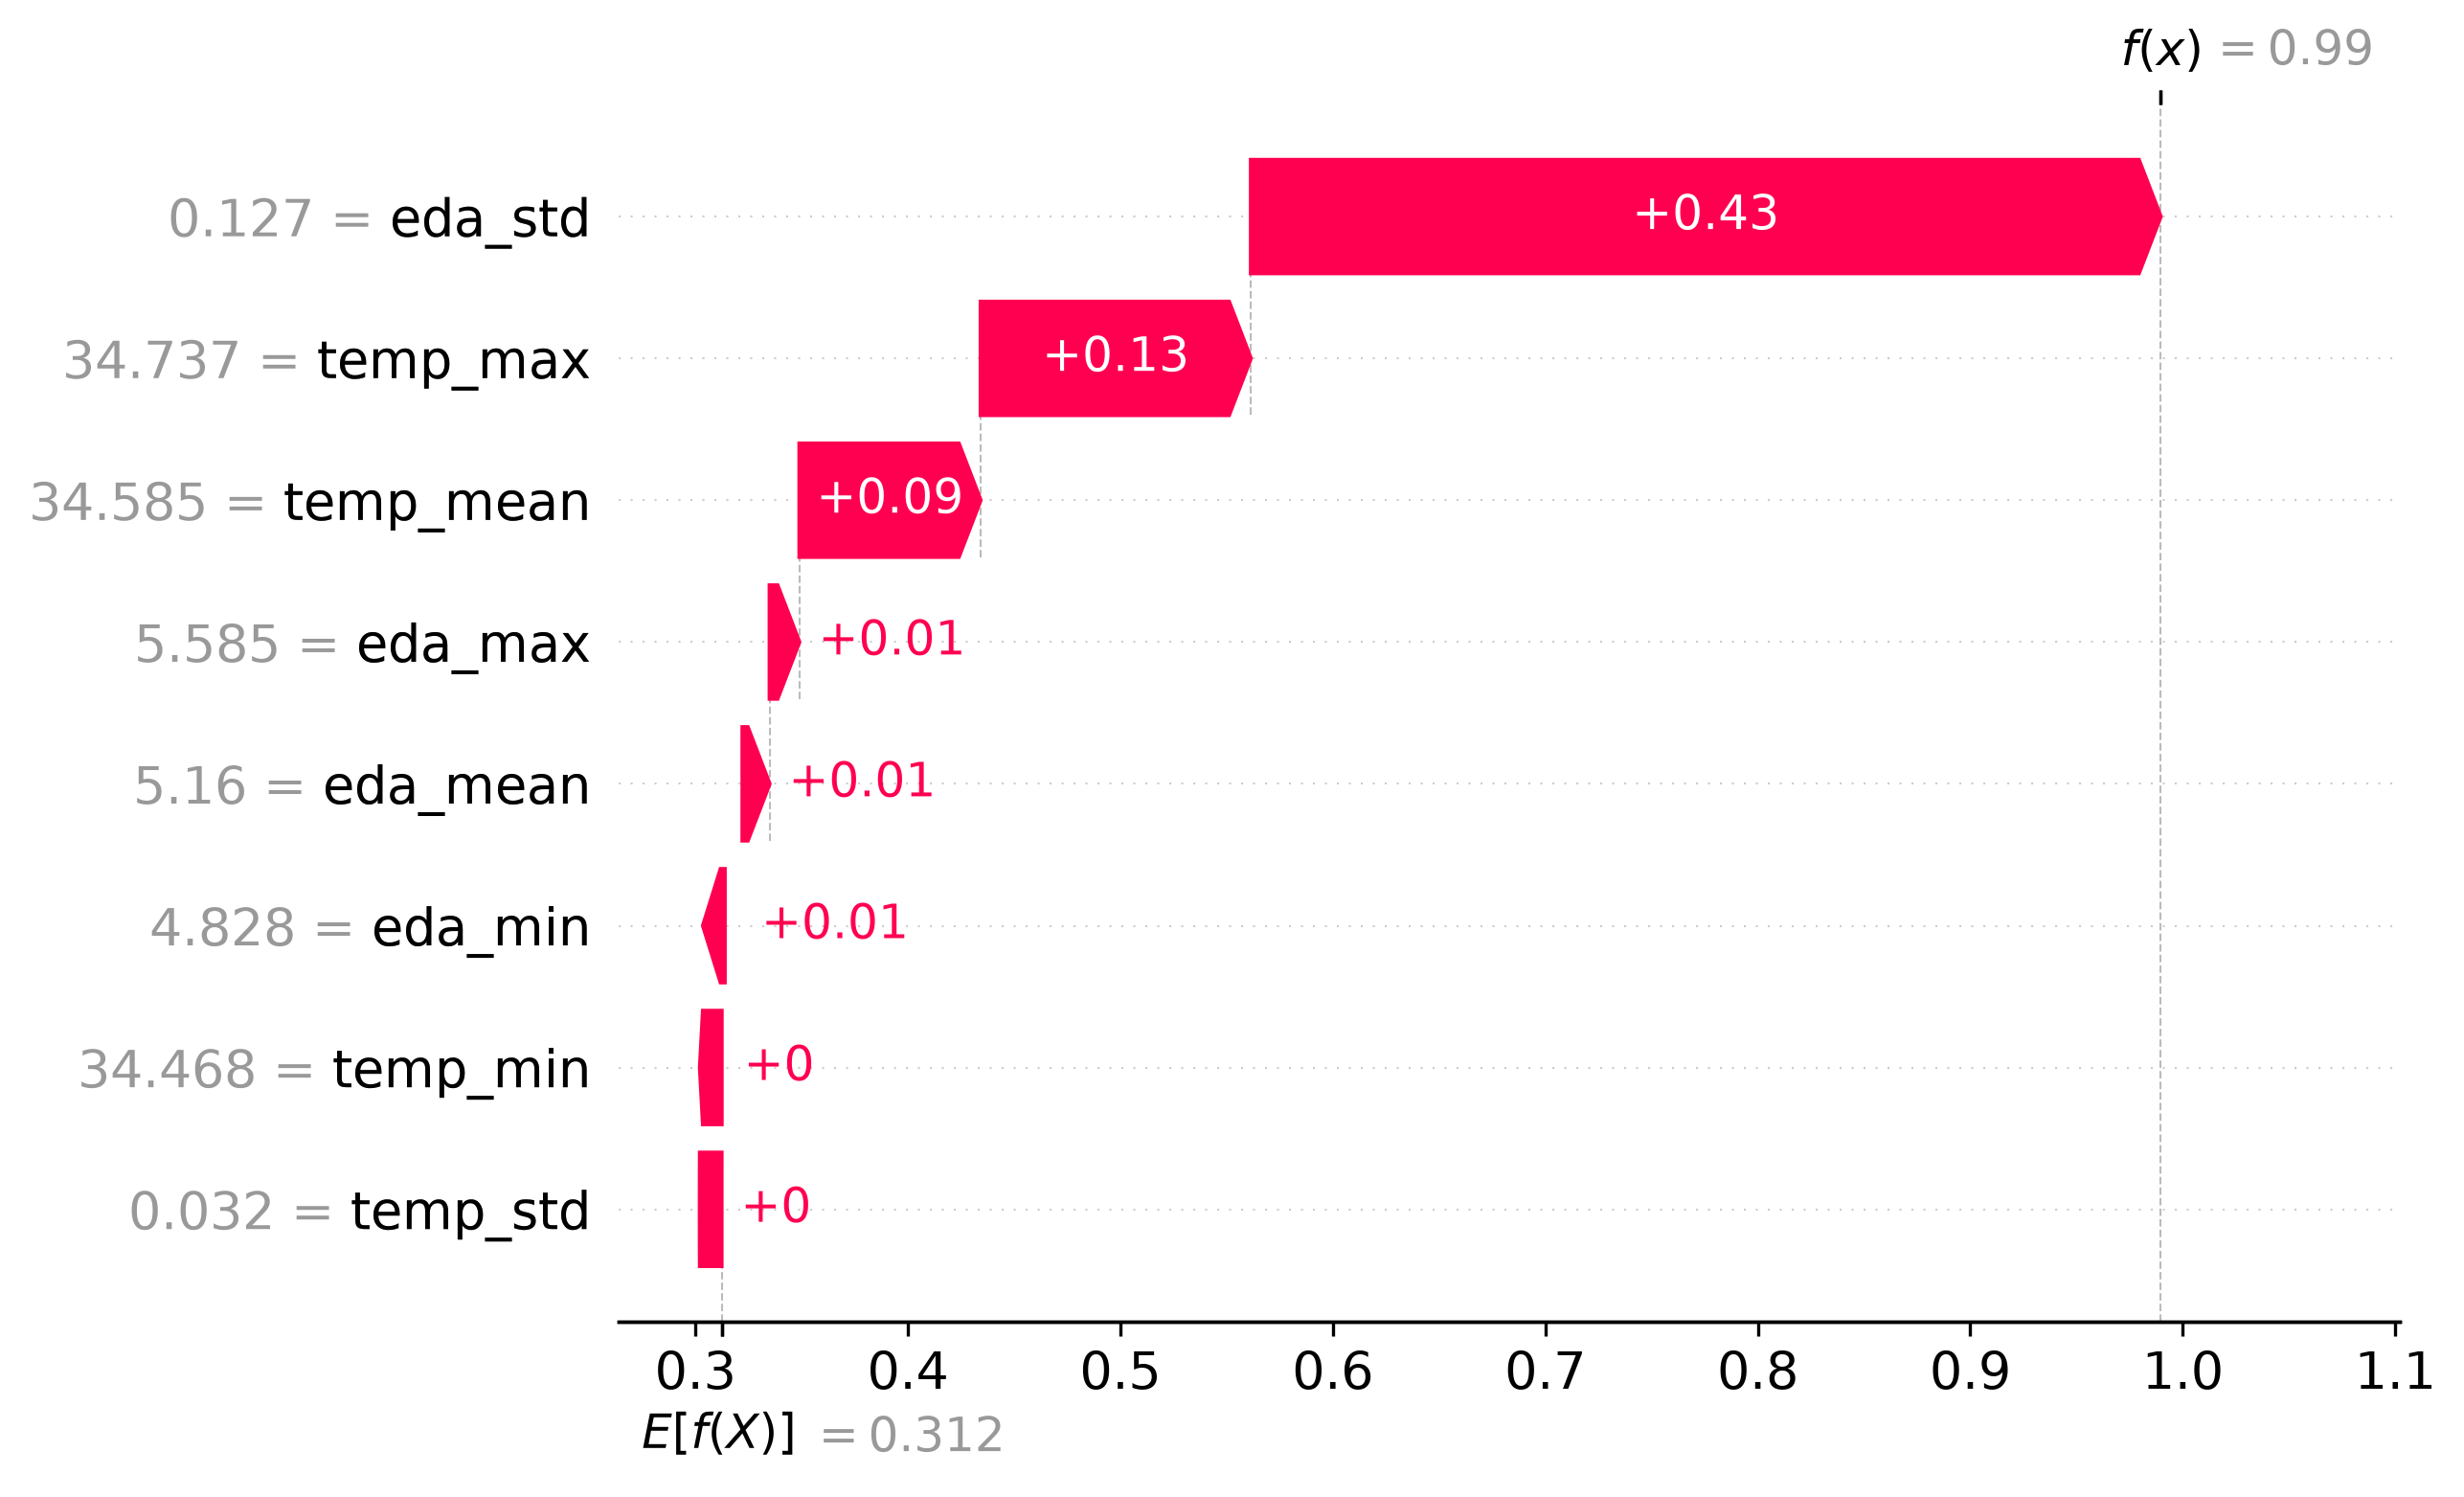 f(x) = 0.99
0.127 = eda_std +0.43
34.737 = temp_max +0.13
34.585 = temp_mean +0.09
5.585 = eda_max +0.01
5.16 = eda_mean +0.01
4.828 = eda_min +0.01
34.468 = temp_min +0
0.032 = temp_std +0
0.3 0.4 0.5 0.6 0.7 0.8 0.9 1.0 1.1
E[f(X)] = 0.312